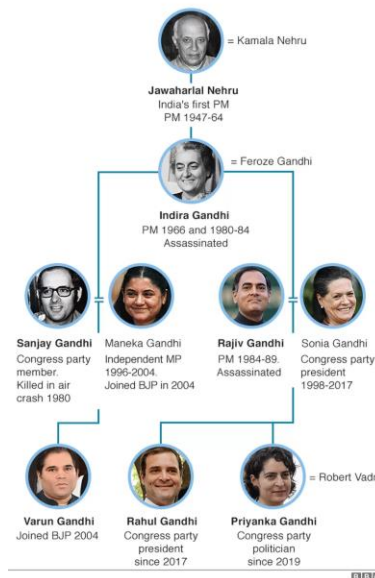 = Kamala Nehru
Jawaharlal Nehru
India's first PM
PM 1947-64
= Feroze Gandhi
Indira Gandhi
PM 1966 and 1980-84
Assassinated
=
=
Sanjay Gandhi
Congress party
member.
Killed in air
crash 1980
Maneka Gandhi
Independent MP
1996-2004.
Joined BJP in 2004
Rajiv Gandhi
PM 1984-89.
Assassinated
Sonia Gandhi
Congress party
president
1998-2017
= Robert Vadr
Varun Gandhi
Joined BJP 2004
Rahul Gandhi
Congress party
president
since 2017
Priyanka Gandhi
Congress party
politician
since 2019